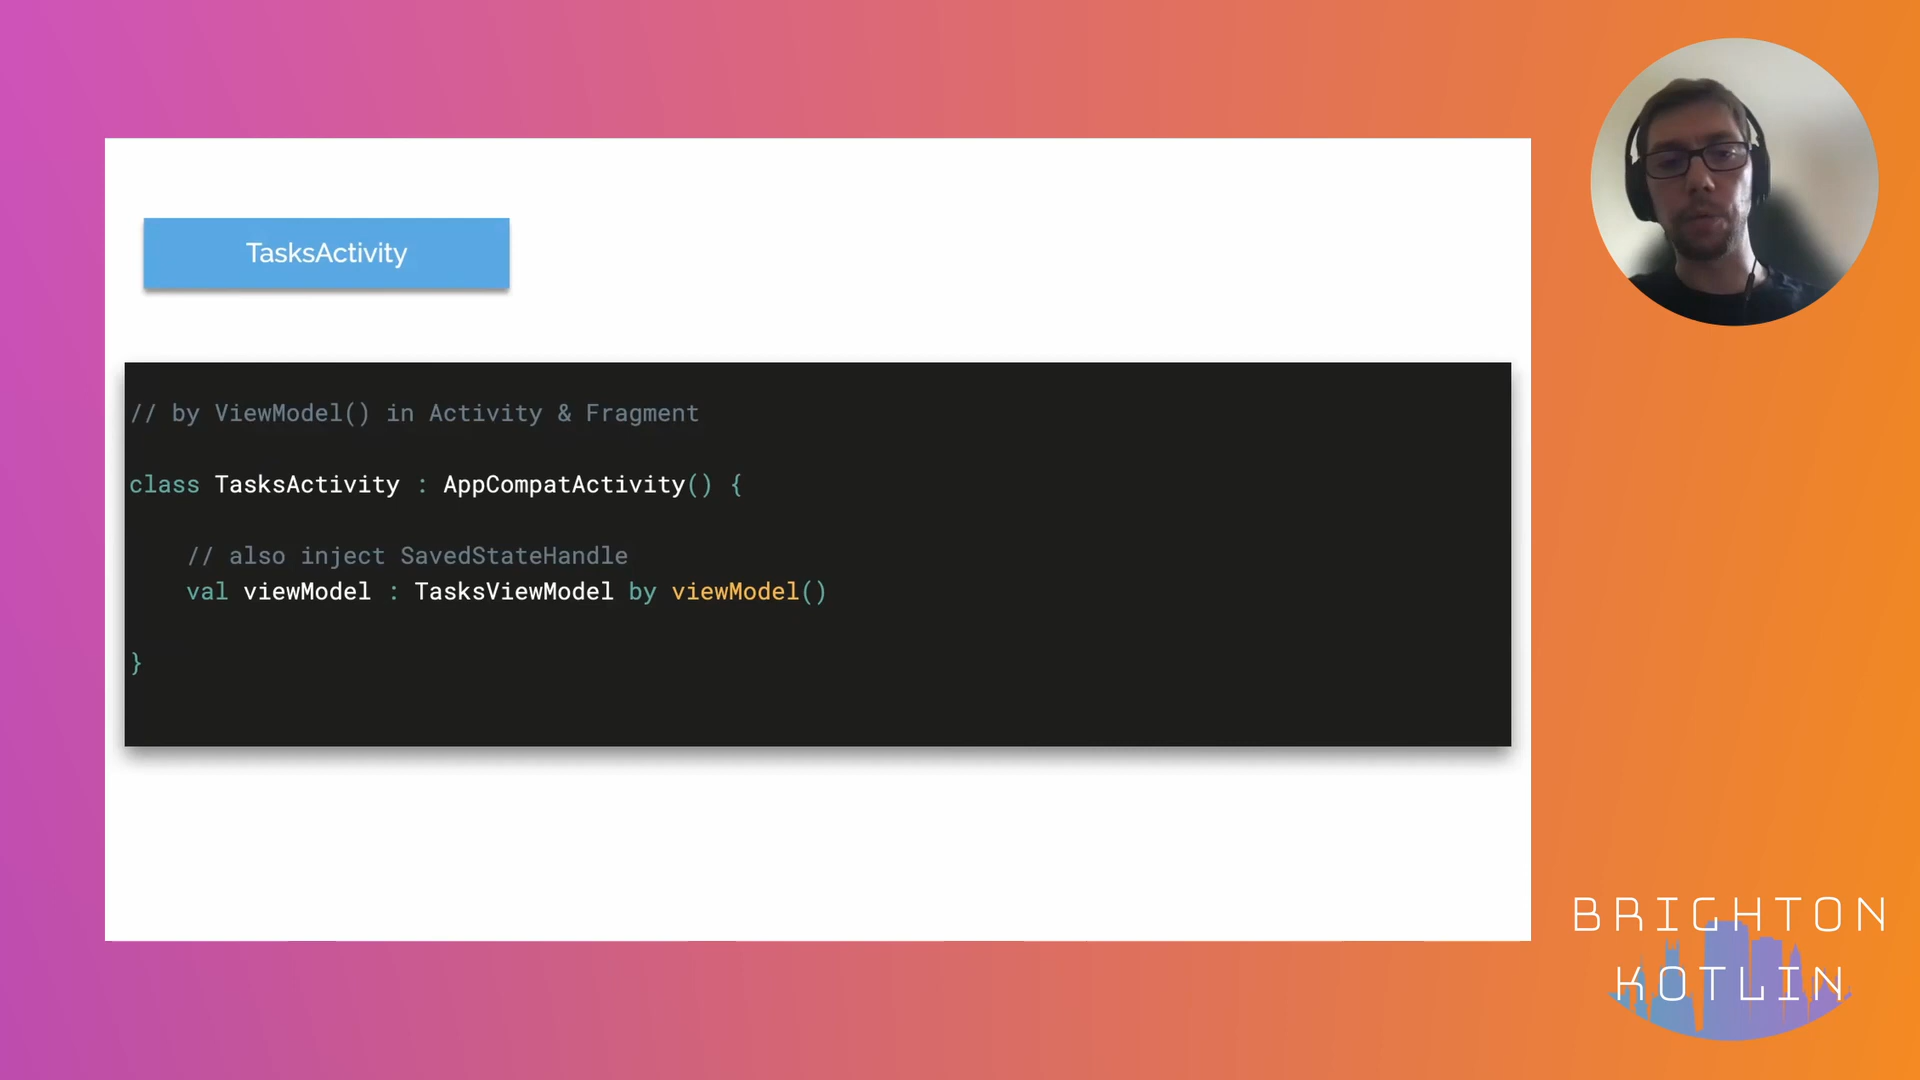 TasksActivity
// by ViewModel() in Activity & Fragment
class TasksActivity : AppCompatActivity() {
// also inject SavedStateHandle
val viewModel : TasksViewModel by viewModel()
}
BRIGHTON
KOTLIN